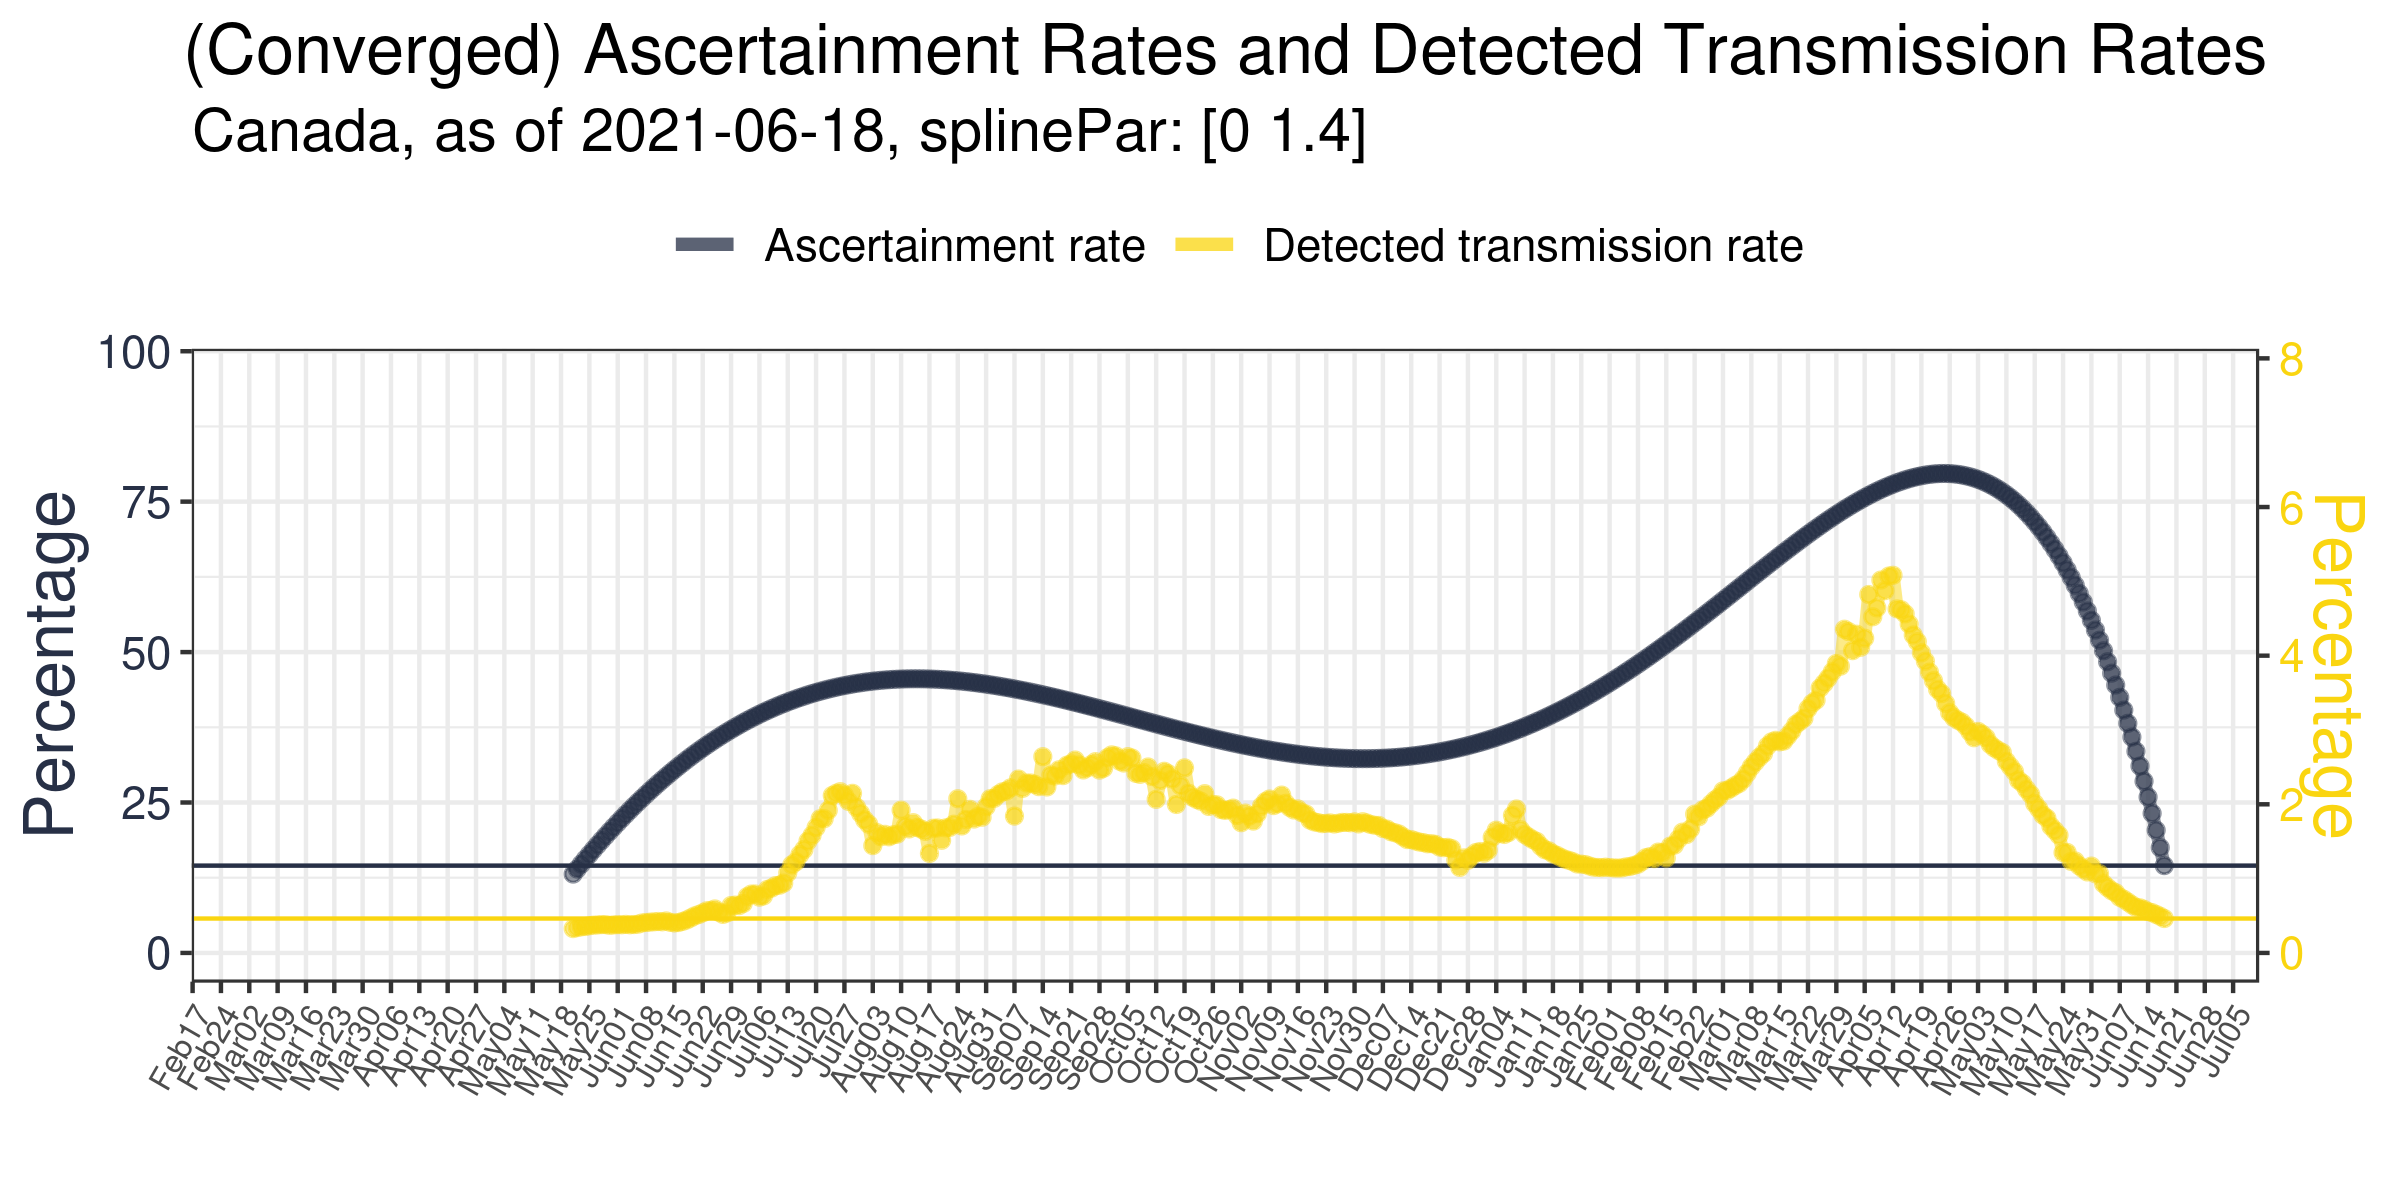 (Converged) Ascertainment Rates and Detected Transmission Rates
Canada, as of 2021-06-18, splinePar: [0 1.4]
Ascertainment rate
Detected transmission rate
Percentage
100
75
50
25
0
8
6
4
2
0
Percentage
Feb17
Feb24
Mar02
Mar09
Mar16
Mar23
Mar30
Apr06
Apr13
Apr20
Apr27
May04
May11
May18
May25
Jun01
Jun08
Jun15
Jun22
Jun29
Jul06
Jul13
Jul20
Jul27
Aug03
Aug10
Aug17
Aug24
Aug31
Sep07
Sep14
Sep21
Sep28
Oct05
Oct12
Oct19
Oct26
Nov02
Nov09
Nov16
Nov23
Nov30
Dec07
Dec14
Dec21
Dec28
Jan04
Jan11
Jan18
Jan25
Feb01
Feb08
Feb15
Feb22
Mar01
Mar08
Mar15
Mar22
Mar29
Apr05
Apr12
Apr19
Apr26
May03
May10
May17
May24
May31
Jun07
Jun14
Jun21
Jun28
Jul05